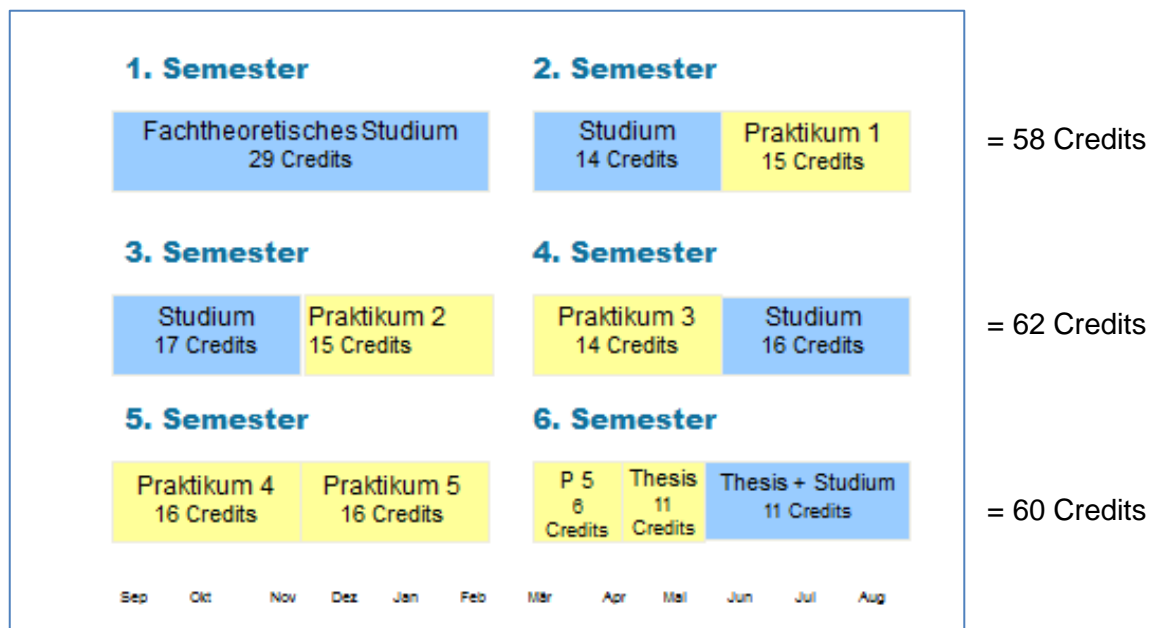 1. Semester
2. Semester
Fachtheoretisches Studium
29 Credits
Studium
14 Credits
Praktikum 1
15 Credits
= 58 Credits
3. Semester
4. Semester
Studium
17 Credits
Praktikum 2
15 Credits
Praktikum 3
14 Credits
Studium
16 Credits
= 62 Credits
5. Semester
6. Semester
Praktikum 4
16 Credits
Praktikum 5
16 Credits
P 5
6
Credits
Thesis
11
Credits
Thesis + Studium
11 Credits
= 60 Credits
Sep Okt Nov Dez Jan Feb Mär Apr Mai Jun Jul Aug